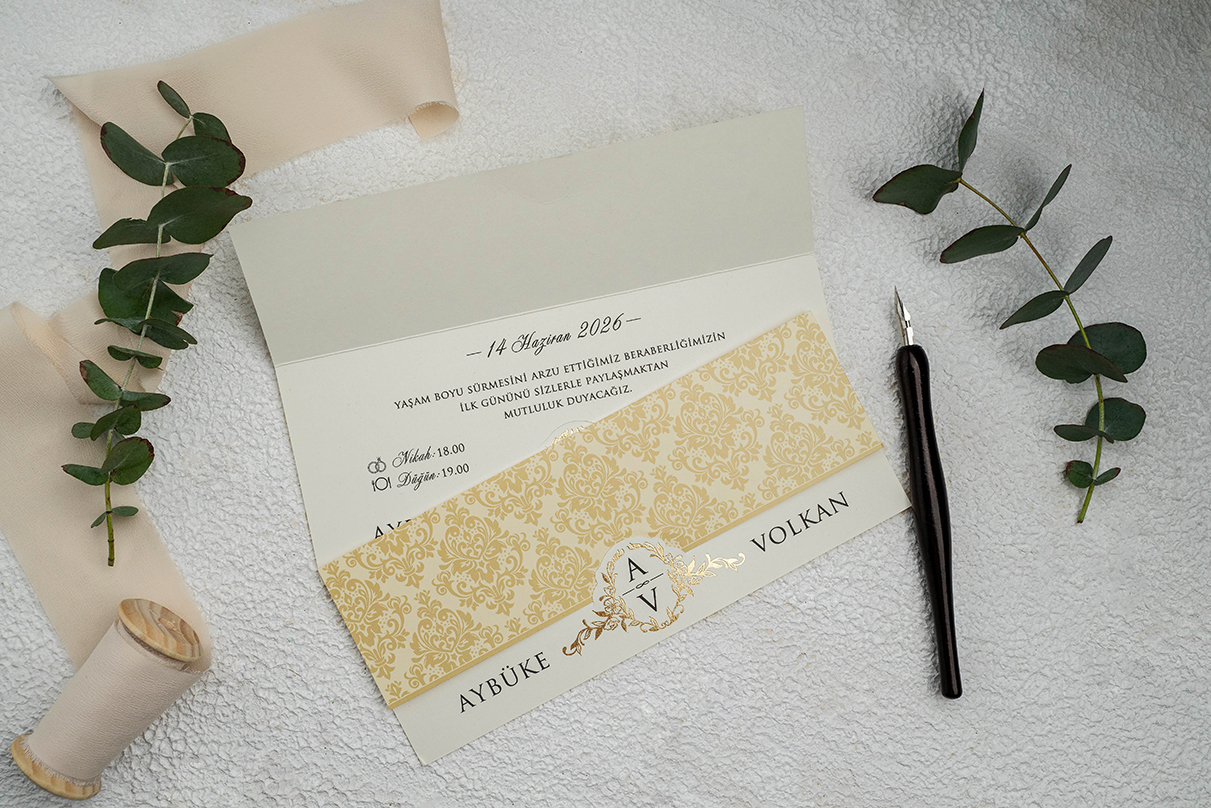 — 14 Haziran 2026 —
YAŞAM BOYU SÜRMESİNİ ARZU ETTİĞİMİZ BERABERLİĞİMİZİN
İLK GÜNÜNÜ SİZLERLE PAYLAŞMAKTAN
MUTLULUK DUYACAĞIZ.
Nikah: 18.00
Düğün: 19.00
A
V
AYBÜKE
VOLKAN